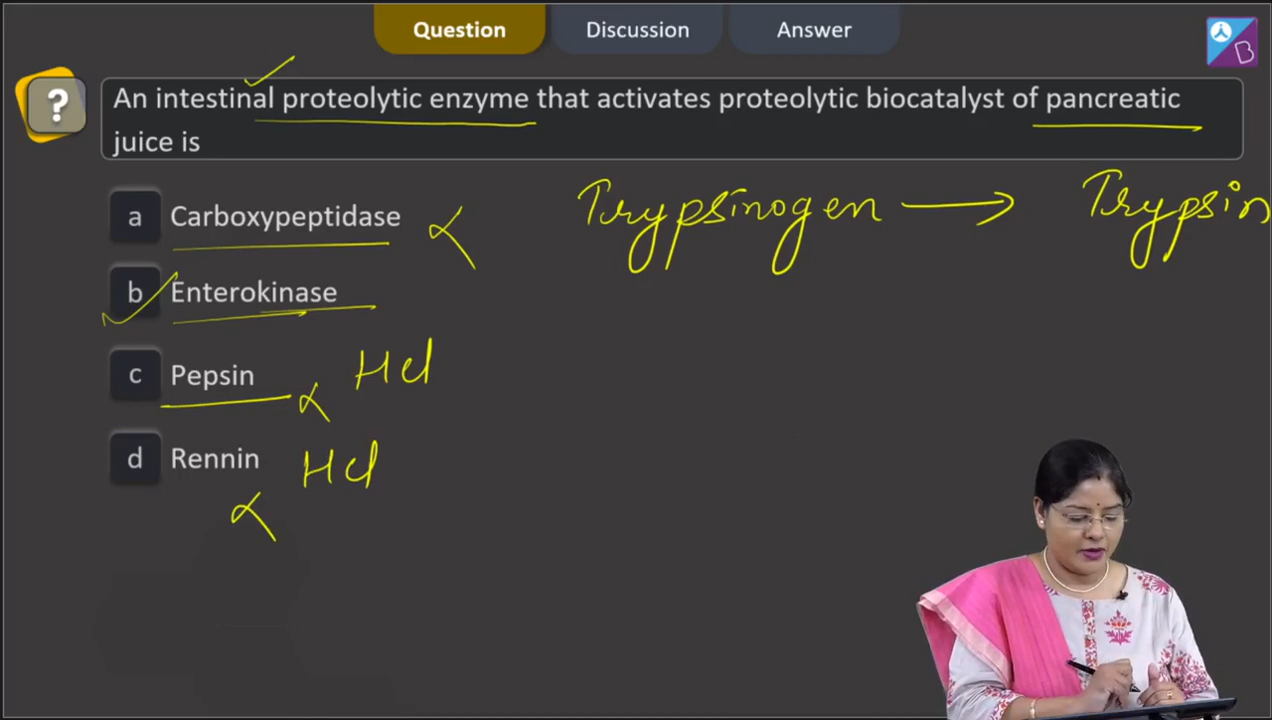 Question Discussion Answer
B
? An intestinal proteolytic enzyme that activates proteolytic biocatalyst of pancreatic
juice is
a Carboxypeptidase
Trypsinogen → Trypsin
b Enterokinase
c Pepsin HCl
d Rennin HCl